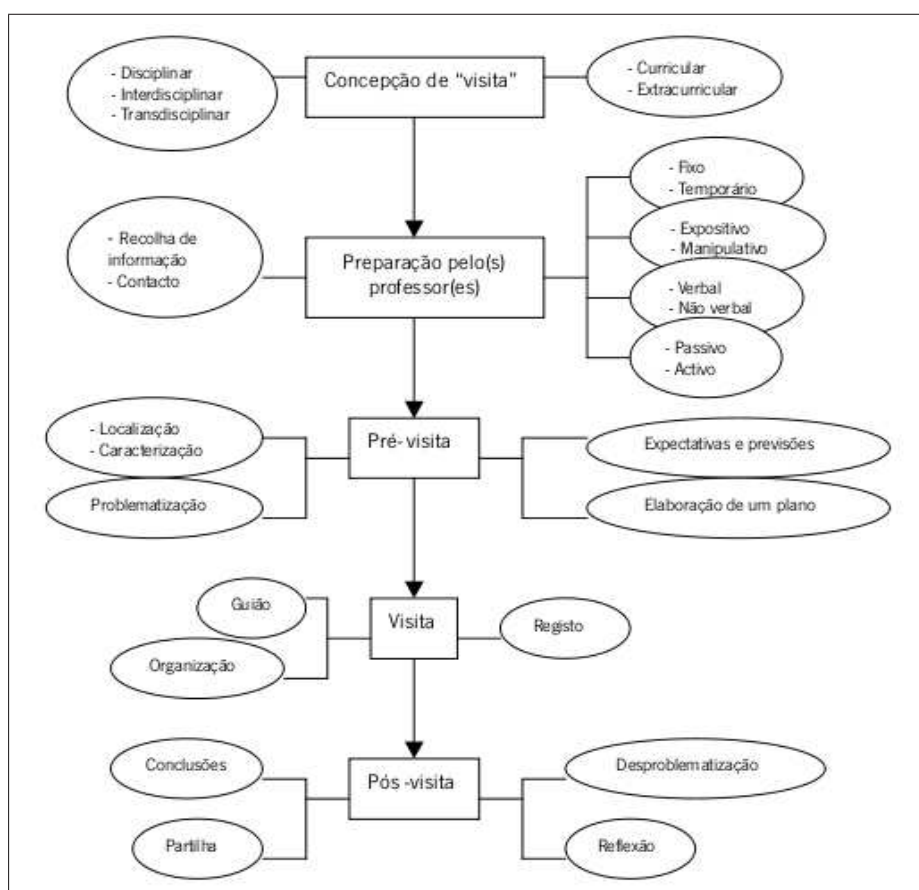 - Disciplinar
- Interdisciplinar
- Transdisciplinar
Concepção de “visita”
- Curricular
- Extracurricular
- Recolha de
informação
- Contacto
Preparação pelo(s)
professor(es)
- Fixo
- Temporário
- Expositivo
- Manipulativo
- Verbal
- Não verbal
- Passivo
- Activo
- Localização
- Caracterização
Problematização
Pré-visita
Expectativas e previsões
Elaboração de um plano
Guião
Organização
Visita
Registo
Conclusões
Partilha
Pós-visita
Desproblematização
Reflexão